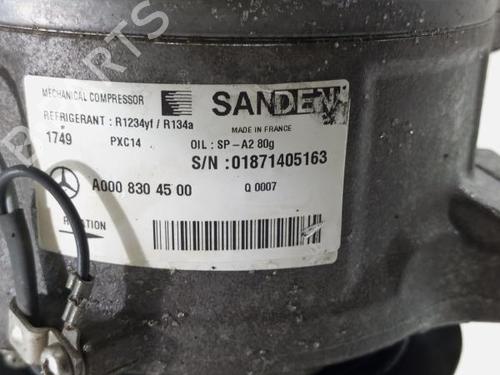 MECHANICAL COMPRESSOR SANDEN
REFRIGERANT : R1234yf / R134a MADE IN FRANCE
1749 PXC14 OIL : SP - A2 80g
S/N : 01871405163
A000 830 45 00 Q 0007
PARTS